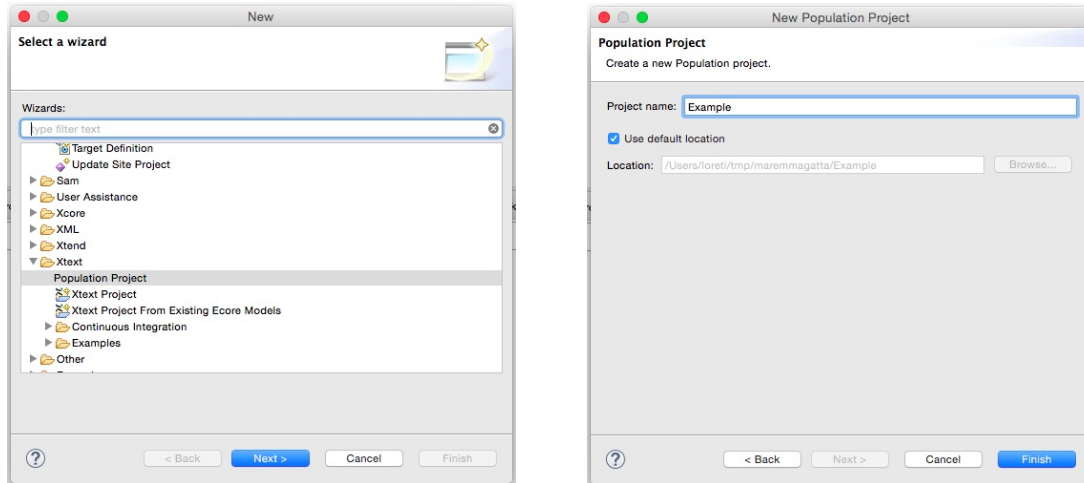 New
Select a wizard
Wizards:
type filter text
Target Definition
Update Site Project
Sam
User Assistance
Xcore
XML
Xtend
Xtext
Population Project
Xtext Project
Xtext Project From Existing Ecore Models
Continuous Integration
Examples
Other
?
< Back
Next >
Cancel
Finish
New Population Project
Population Project
Create a new Population project.
Project name: Example
Use default location
Location: /Users/loreti/tmp/maremmagatta/Example Browse...
?
< Back
Next >
Cancel
Finish